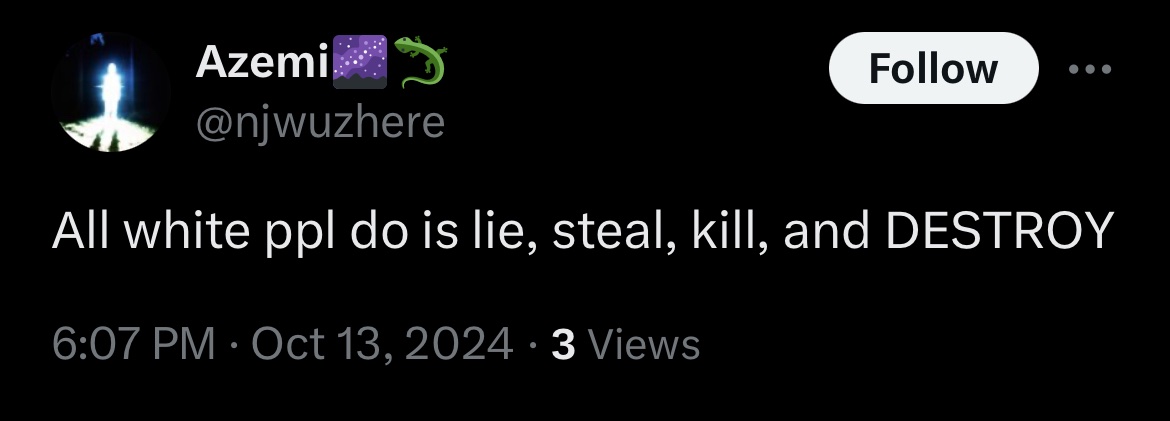 Azemi🌌🦎
Follow
@njwuzhere
All white ppl do is lie, steal, kill, and DESTROY
6:07 PM · Oct 13, 2024 · 3 Views